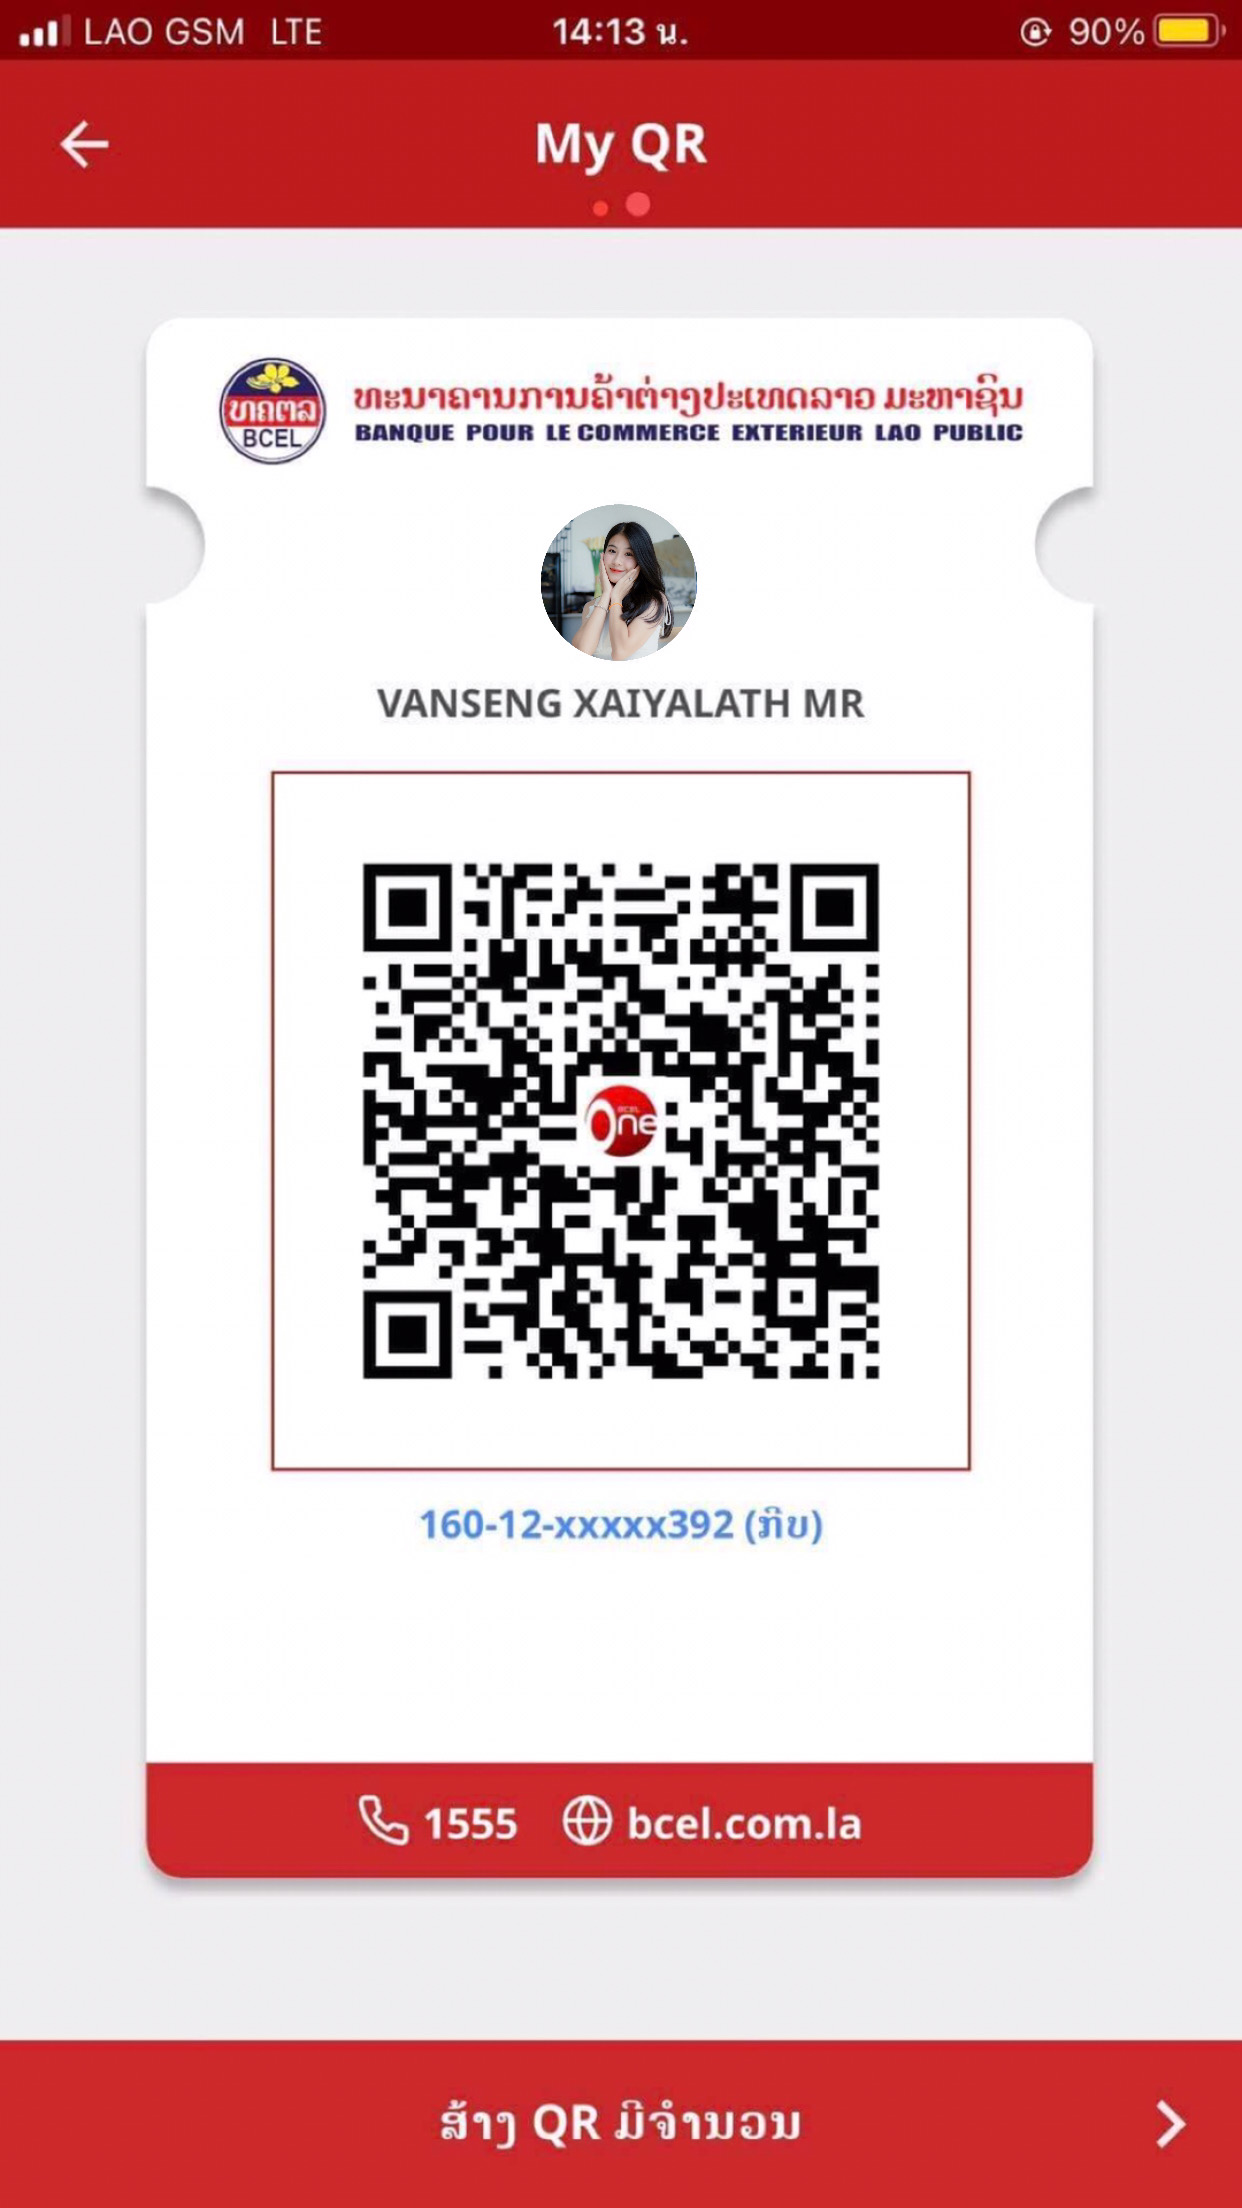 LAO GSM LTE 14:13 น. 90%
My QR
ທຄຕລ
BCEL
ທະນາຄານການຄ້າຕ່າງປະເທດລາວ ມະຫາຊົນ
BANQUE POUR LE COMMERCE EXTERIEUR LAO PUBLIC
VANSENG XAIYALATH MR
BCEL
One
160-12-xxxxx392 (ກີບ)
1555 bcel.com.la
ສ້າງ QR ມີຈຳນວນ